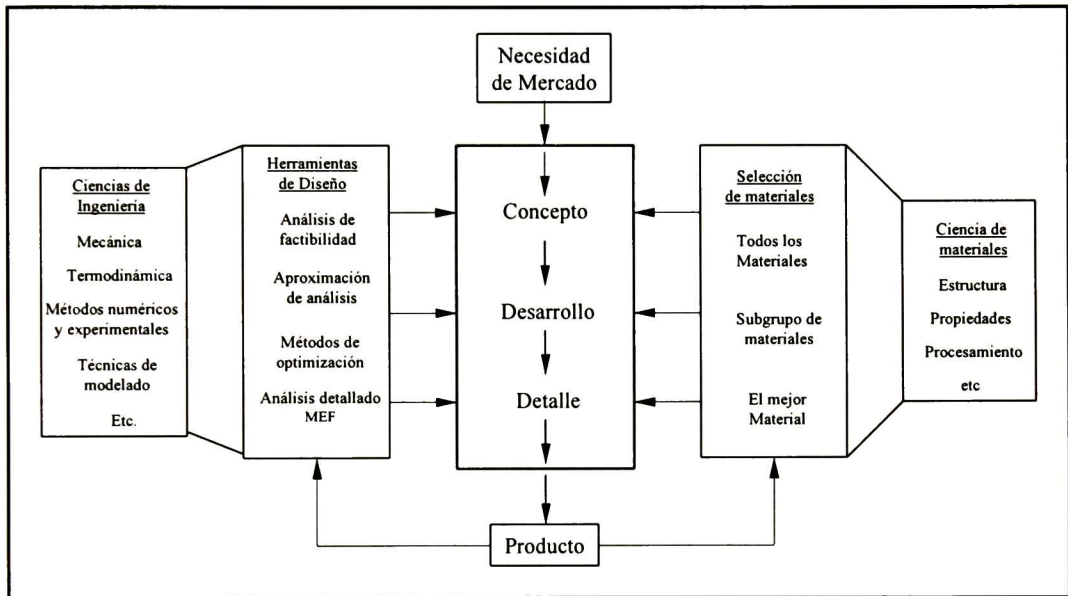 Necesidad
de Mercado
Ciencias de
Ingeniería
Mecánica
Termodinámica
Métodos numéricos
y experimentales
Técnicas de
modelado
Etc.
Herramientas
de Diseño
Análisis de
factibilidad
Aproximación
de análisis
Métodos de
optimización
Análisis detallado
MEF
Concepto
Desarrollo
Detalle
Selección
de materiales
Todos los
Materiales
Subgrupo de
materiales
El mejor
Material
Ciencia de
materiales
Estructura
Propiedades
Procesamiento
etc
Producto